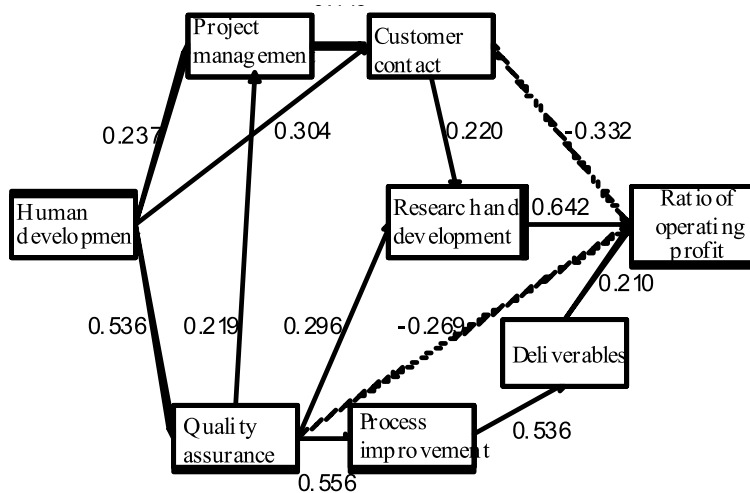 Project
managemen
Customer
contact
0.237
0.304
0.220
-0.332
Human
developmen
Research and
development
0.642
Ratio of
operating
profit
0.210
0.536
0.219
0.296
-0.269
Deliverables
Quality
assurance
Process
improvement
0.536
0.556